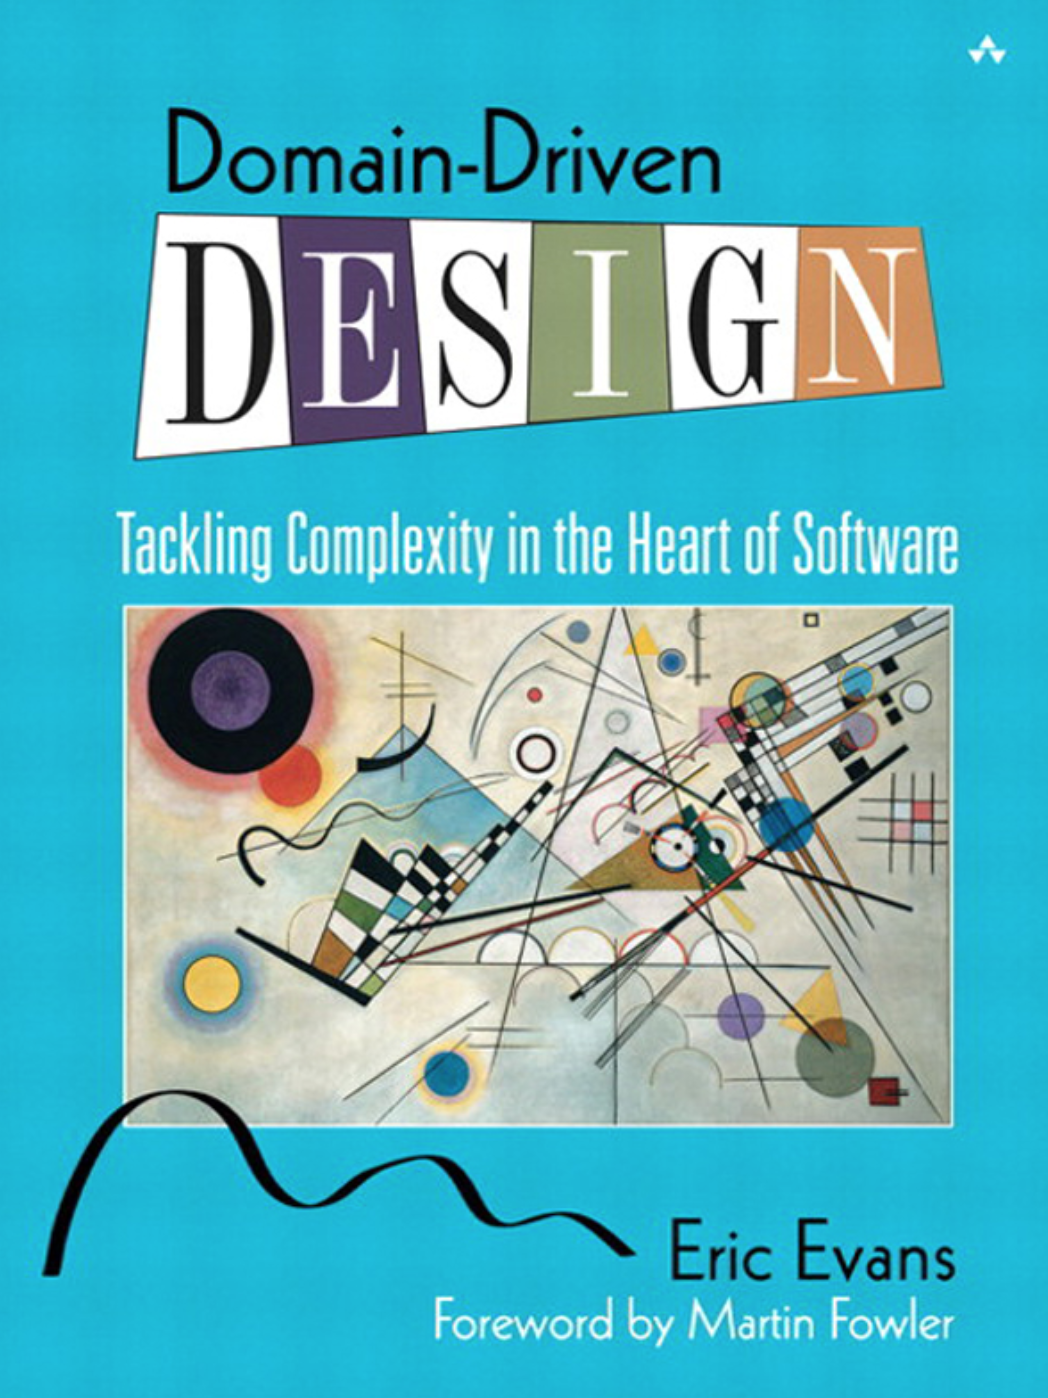 Domain-Driven
DESIGN
Tackling Complexity in the Heart of Software
Eric Evans
Foreword by Martin Fowler